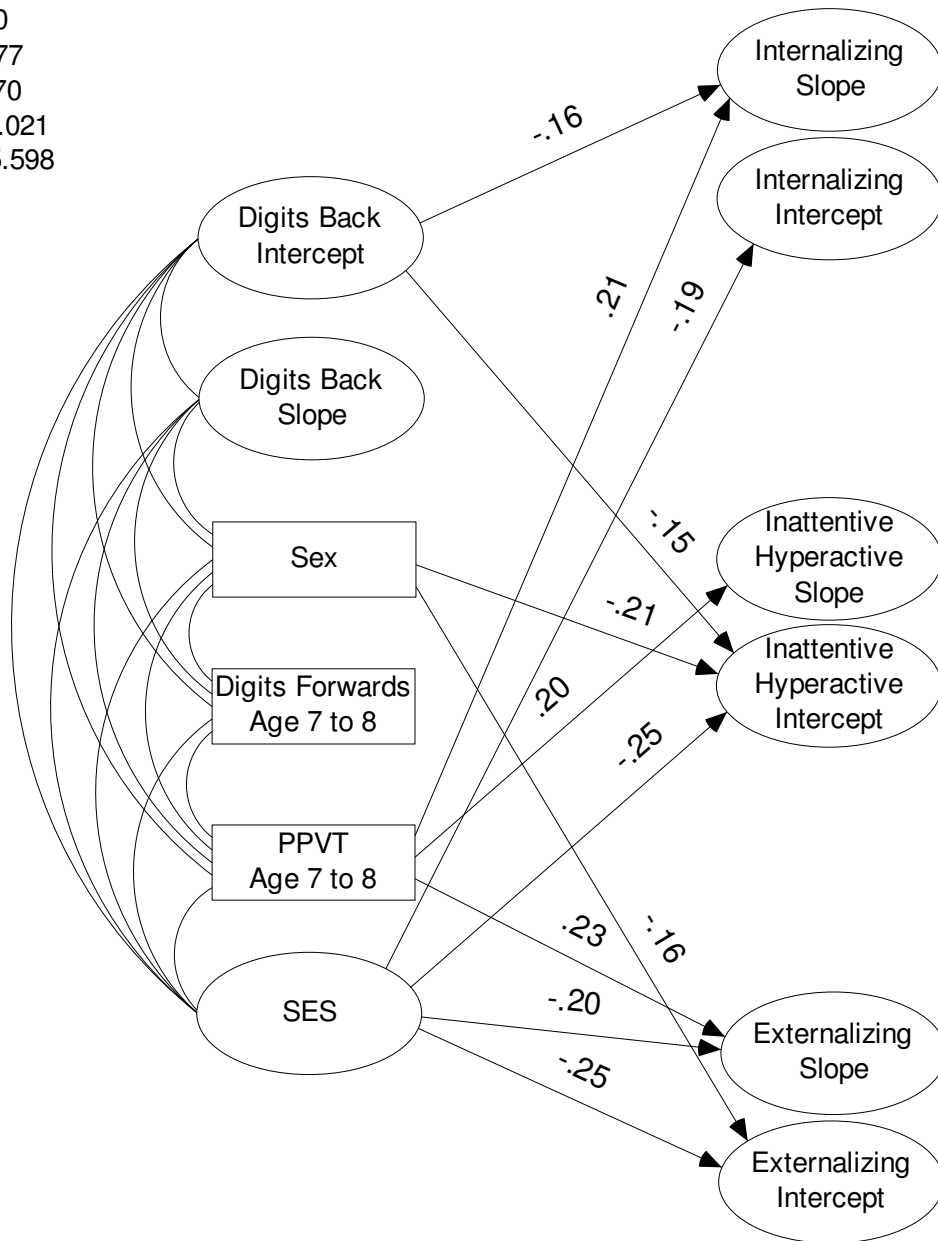 0
77
70
.021
.598
Internalizing
Slope
-.16
Internalizing
Intercept
Digits Back
Intercept
.21
-.19
Digits Back
Slope
Inattentive
Hyperactive
Slope
-.15
Sex
-.21
Inattentive
Hyperactive
Intercept
Digits Forwards
Age 7 to 8
.20
-.25
PPVT
Age 7 to 8
.23
-.16
SES
-.20
Externalizing
Slope
-.25
Externalizing
Intercept